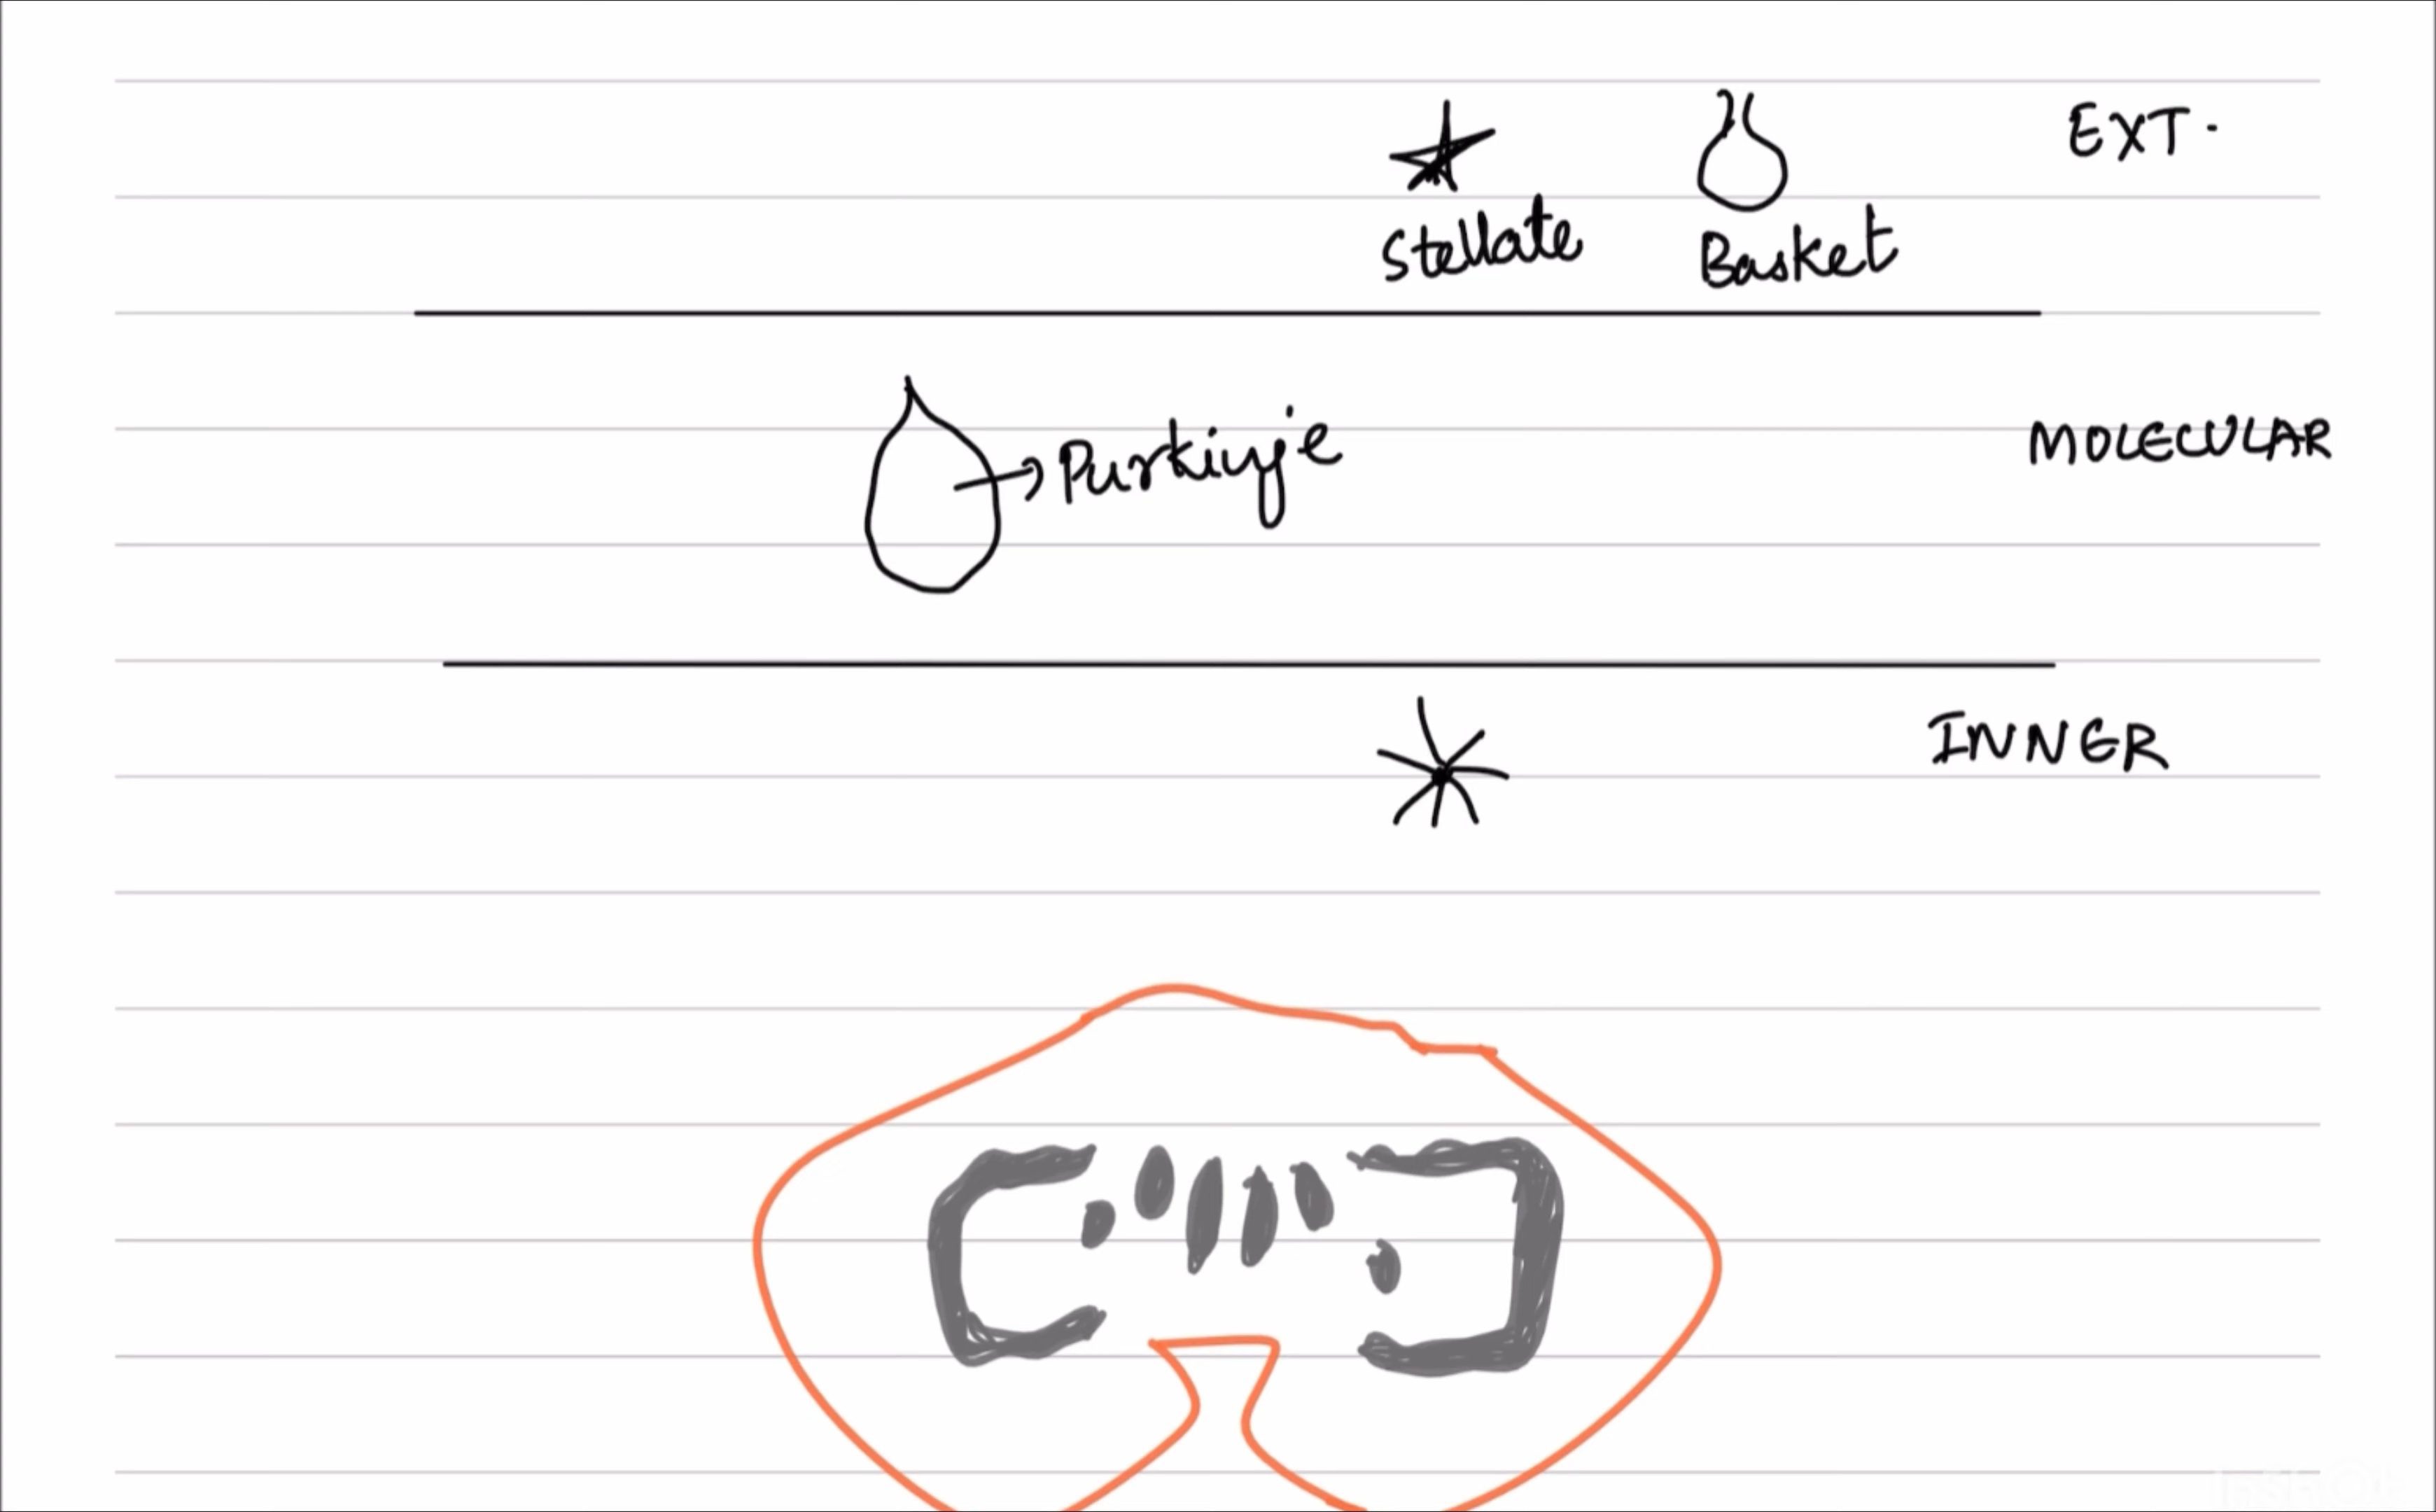 EXT.
Stellate Basket
Purkinje
MOLECULAR
INNER